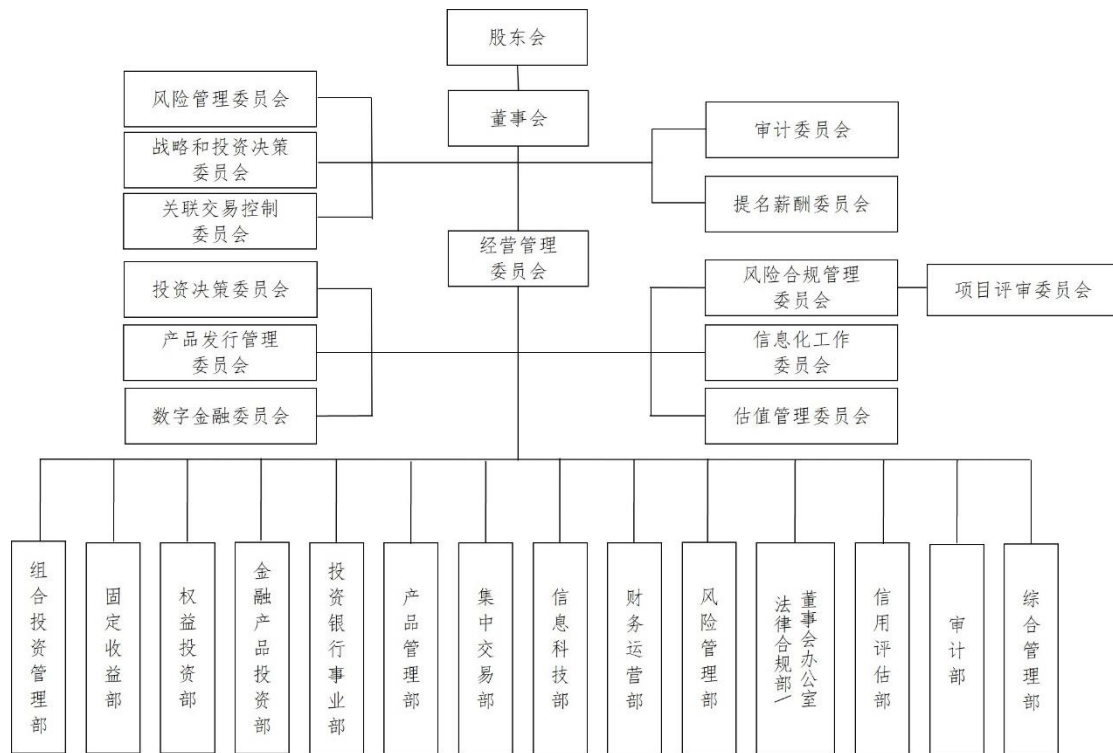 股东会
董事会
风险管理委员会
战略和投资决策
委员会
关联交易控制
委员会
审计委员会
提名薪酬委员会
经营管理
委员会
投资决策委员会
产品发行管理
委员会
数字金融委员会
风险合规管理
委员会
项目评审委员会
信息化工作
委员会
估值管理委员会
组合投资管理部
固定收益部
权益投资部
金融产品投资部
投资银行事业部
产品管理部
集中交易部
信息科技部
财务运营部
风险管理部
董事会办公室
法律合规部/
信用评估部
审计部
综合管理部